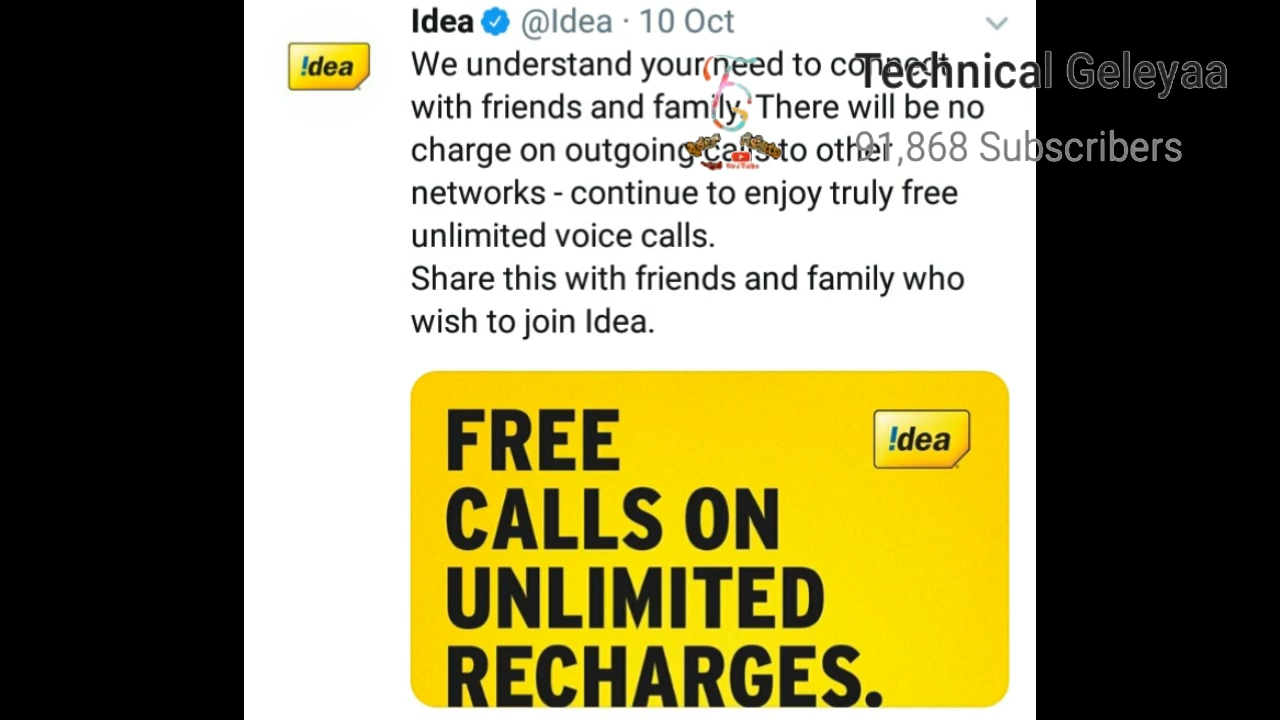 Idea @Idea · 10 Oct
!dea
We understand your need to connect
with friends and family. There will be no
charge on outgoing calls to other
networks - continue to enjoy truly free
unlimited voice calls.
Share this with friends and family who
wish to join Idea.
Technical Geleyaa
91,868 Subscribers
FREE
CALLS ON
UNLIMITED
RECHARGES.
!dea